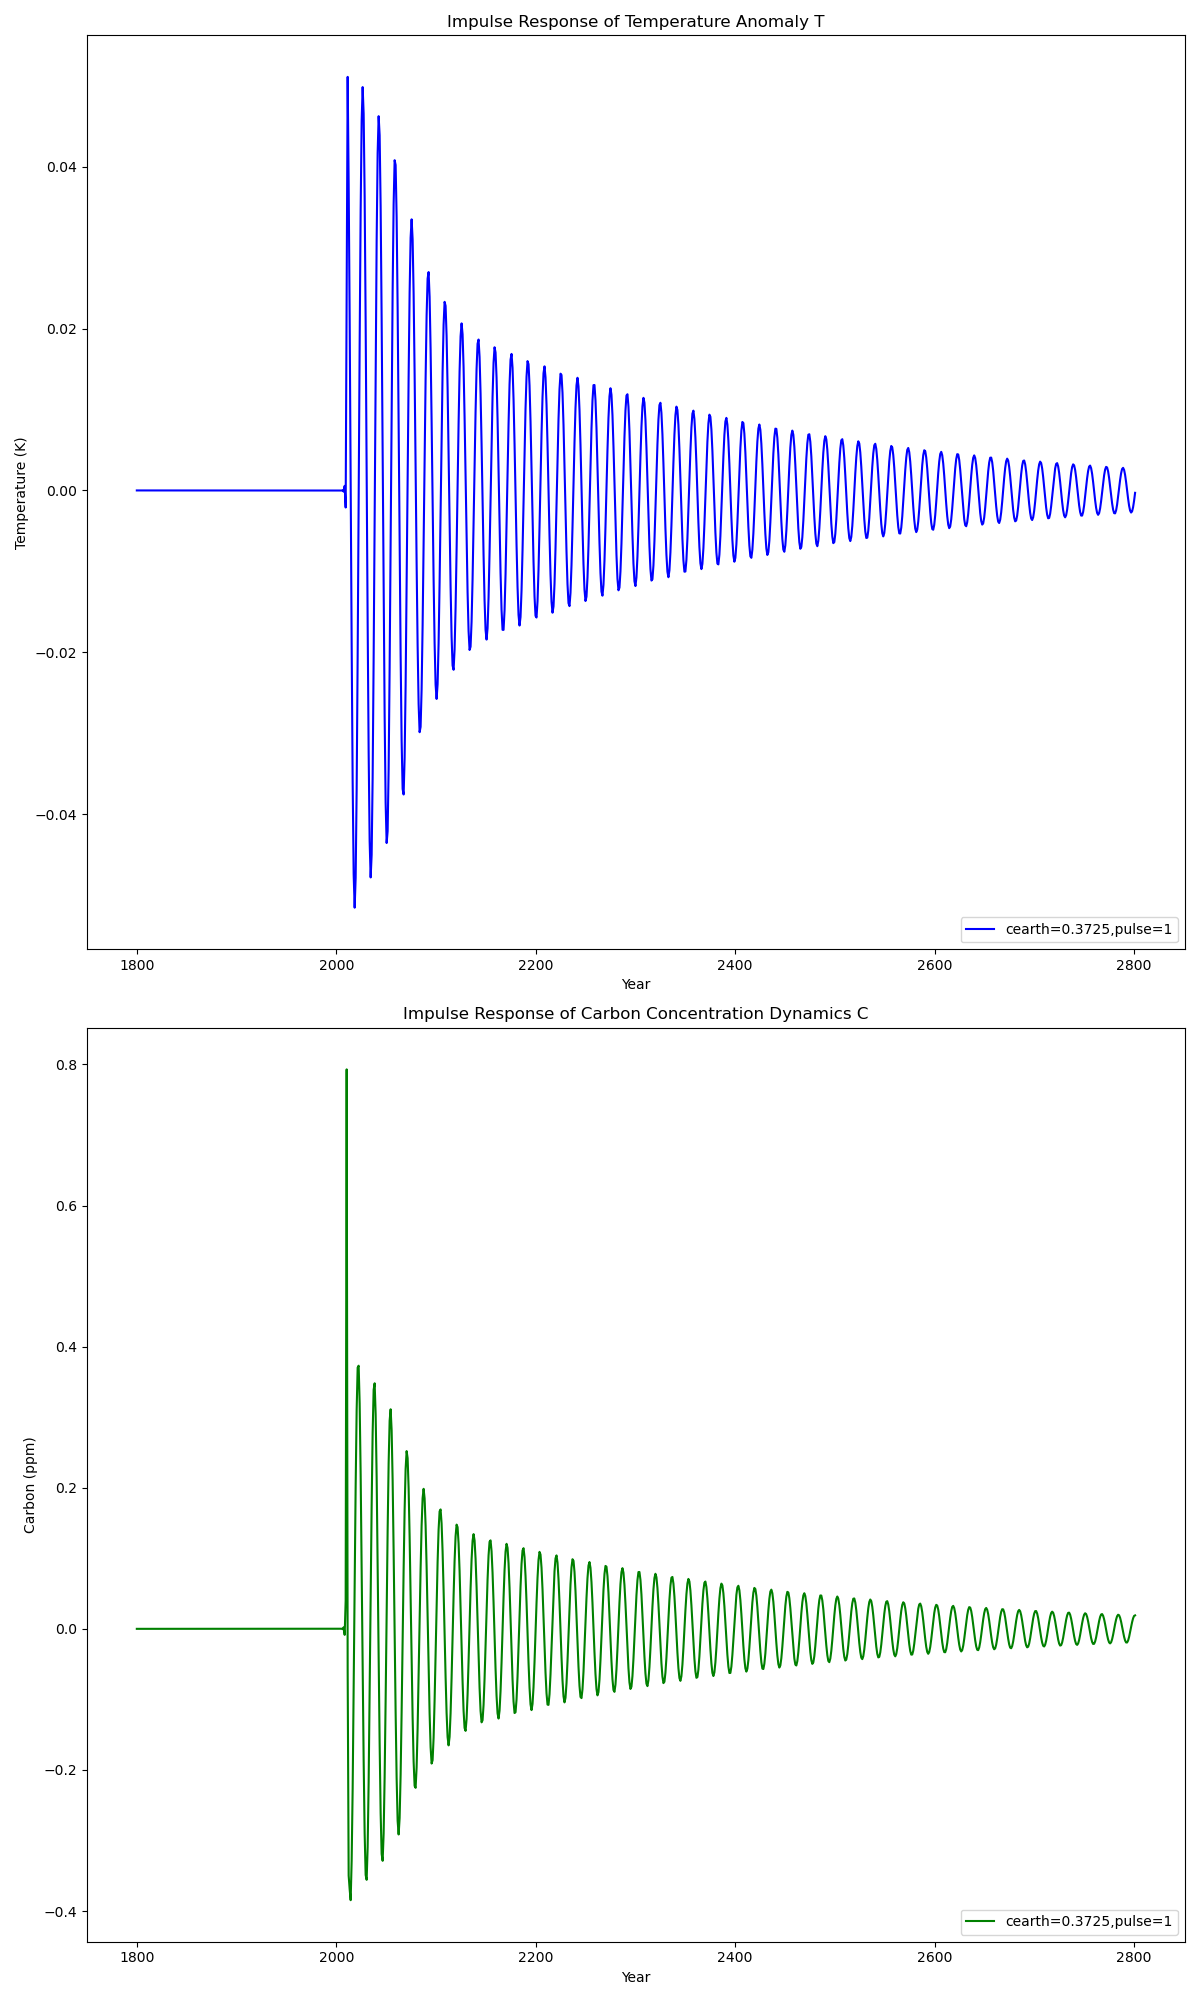 Impulse Response of Temperature Anomaly T
0.04
0.02
0.00
−0.02
−0.04
Temperature (K)
cearth=0.3725,pulse=1
1800 2000 2200 2400 2600 2800
Year
Impulse Response of Carbon Concentration Dynamics C
0.8
0.6
0.4
0.2
0.0
−0.2
−0.4
Carbon (ppm)
cearth=0.3725,pulse=1
1800 2000 2200 2400 2600 2800
Year